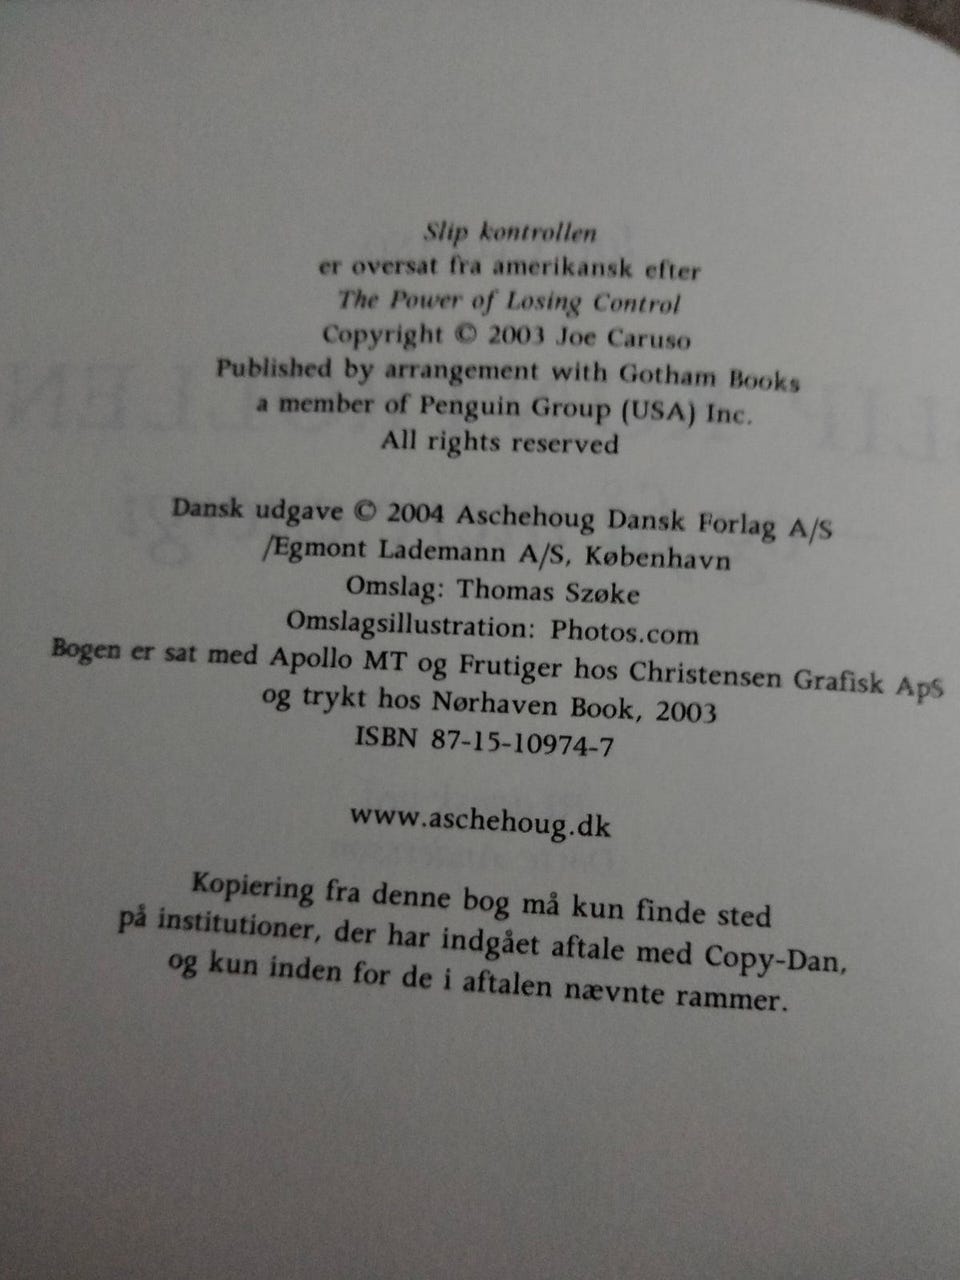 Slip kontrollen
er oversat fra amerikansk efter
The Power of Losing Control
Copyright © 2003 Joe Caruso
Published by arrangement with Gotham Books
a member of Penguin Group (USA) Inc.
All rights reserved
Dansk udgave © 2004 Aschehoug Dansk Forlag A/S
/Egmont Lademann A/S, København
Omslag: Thomas Szøke
Omslagsillustration: Photos.com
Bogen er sat med Apollo MT og Frutiger hos Christensen Grafisk ApS
og trykt hos Nørhaven Book, 2003
ISBN 87-15-10974-7
www.aschehoug.dk
Kopiering fra denne bog må kun finde sted
på institutioner, der har indgået aftale med Copy-Dan,
og kun inden for de i aftalen nævnte rammer.